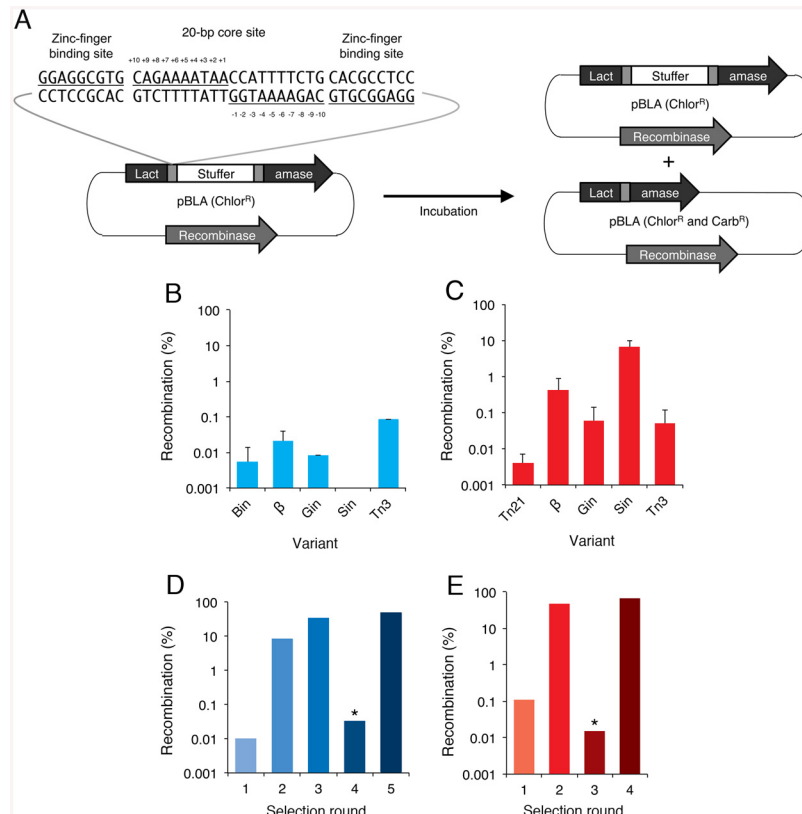 A
Zinc-finger
binding site
20-bp core site
Zinc-finger
binding site
+10 +9 +8 +7 +6 +5 +4 +3 +2 +1
GGAGGCGTG CAGAAAATAACCATTTTCTG CACGCCTCC
CCTCCGCAC GTCTTTTATTGGTAAAAGAC GTGCGGAGG
-1 -2 -3 -4 -5 -6 -7 -8 -9 -10
Lact Stuffer amase
pBLA (Chlorᴿ)
Recombinase
Incubation
Lact Stuffer amase
pBLA (Chlorᴿ)
Recombinase
+
Lact amase
pBLA (Chlorᴿ and Carbᴿ)
Recombinase
B
Recombination (%)
100
10
1
0.1
0.01
0.001
Bin β Gin Sin Tn3
Variant
C
Recombination (%)
100
10
1
0.1
0.01
0.001
Tn21 β Gin Sin Tn3
Variant
D
Recombination (%)
100
10
1
0.1
0.01
0.001
*
1 2 3 4 5
Selection round
E
Recombination (%)
100
10
1
0.1
0.01
0.001
*
1 2 3 4
Selection round